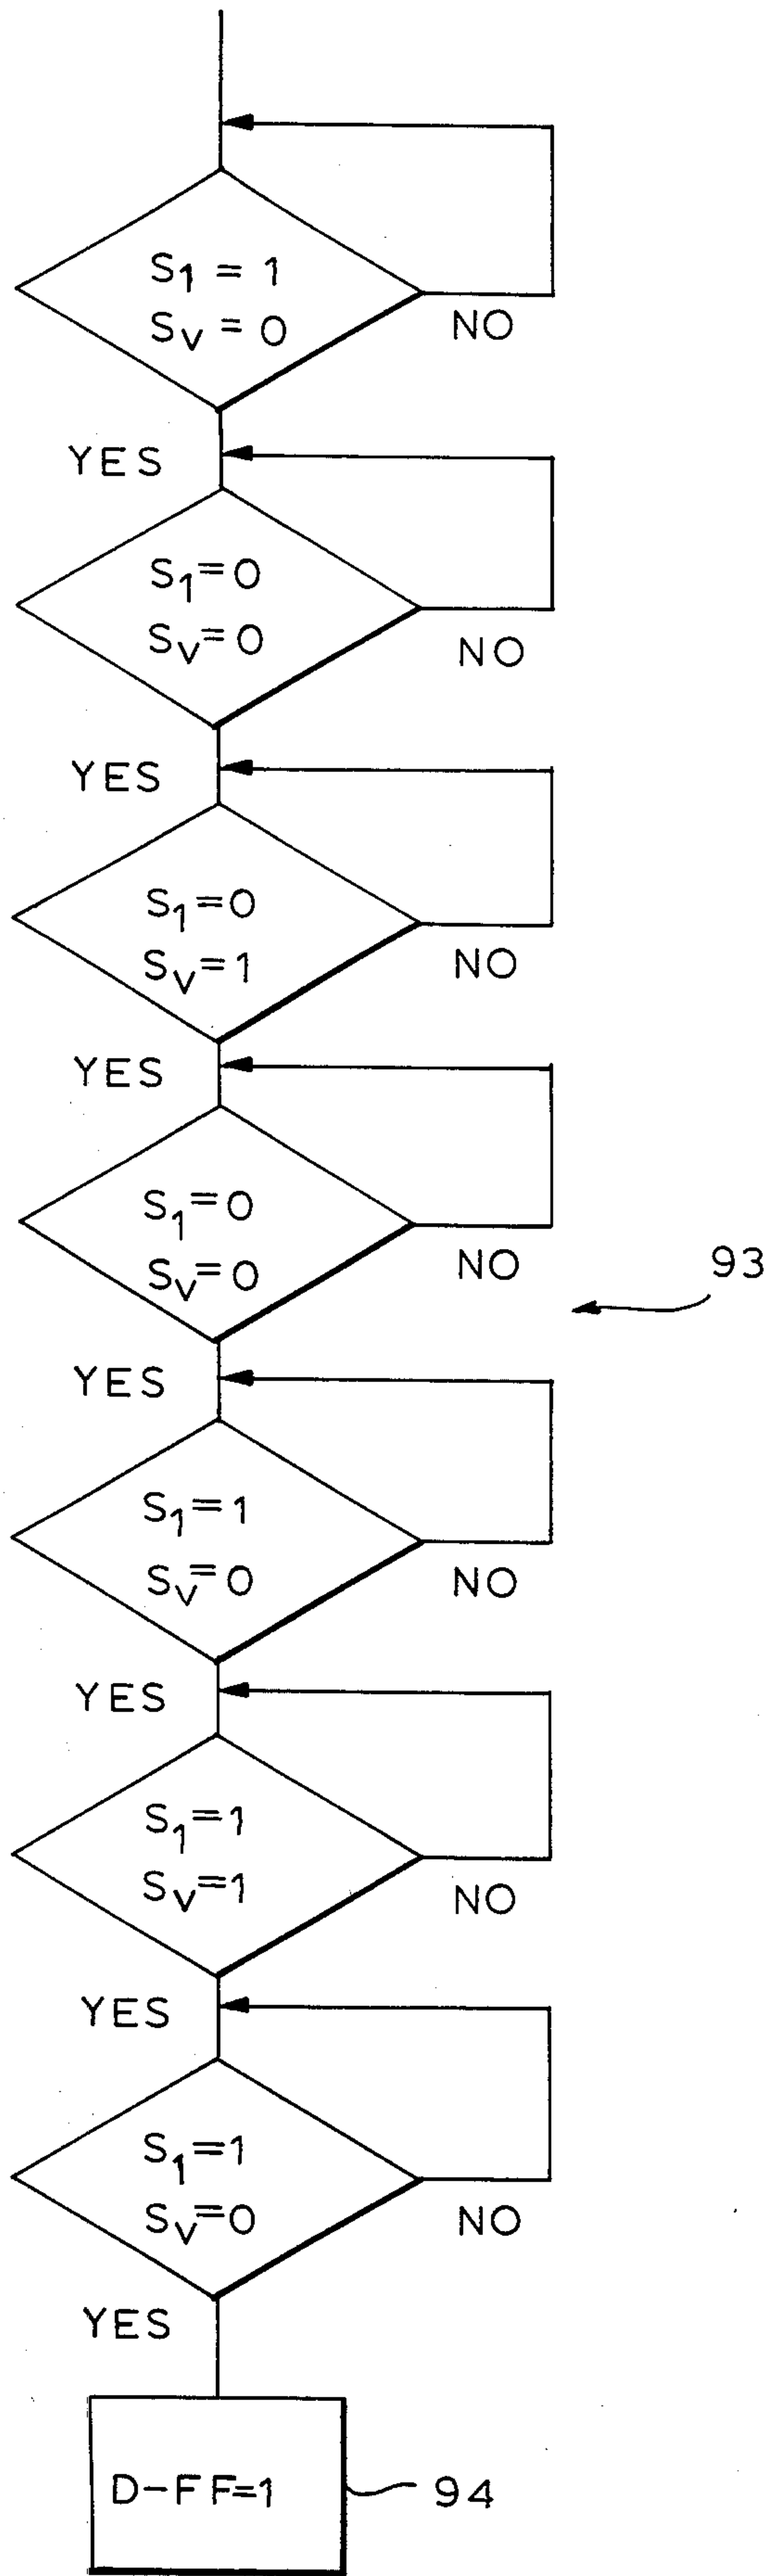 S1 = 1
SV = 0
NO
YES
S1=0
SV=0
NO
YES
S1=0
SV=1
NO
YES
S1=0
SV=0
NO
93
YES
S1=1
SV=0
NO
YES
S1=1
SV=1
NO
YES
S1=1
SV=0
NO
YES
D-FF=1
94